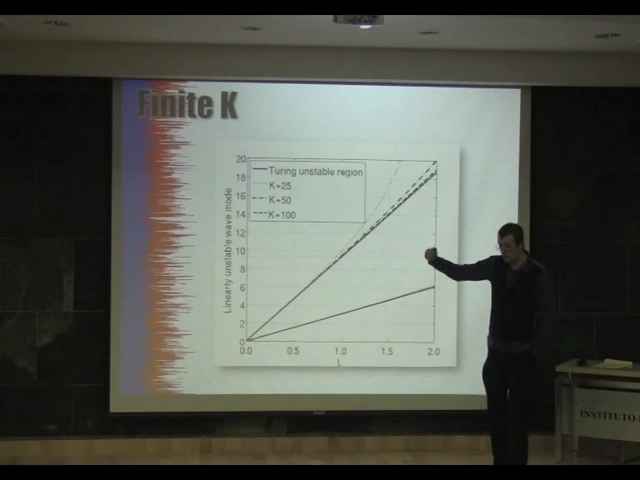 Finite K
20
18
16
14
12
10
8
6
4
2
0
Linearly unstable wave mode
Turing unstable region
K=25
K=50
K=100
0.0 0.5 1.0 1.5 2.0
L
INSTITUTO